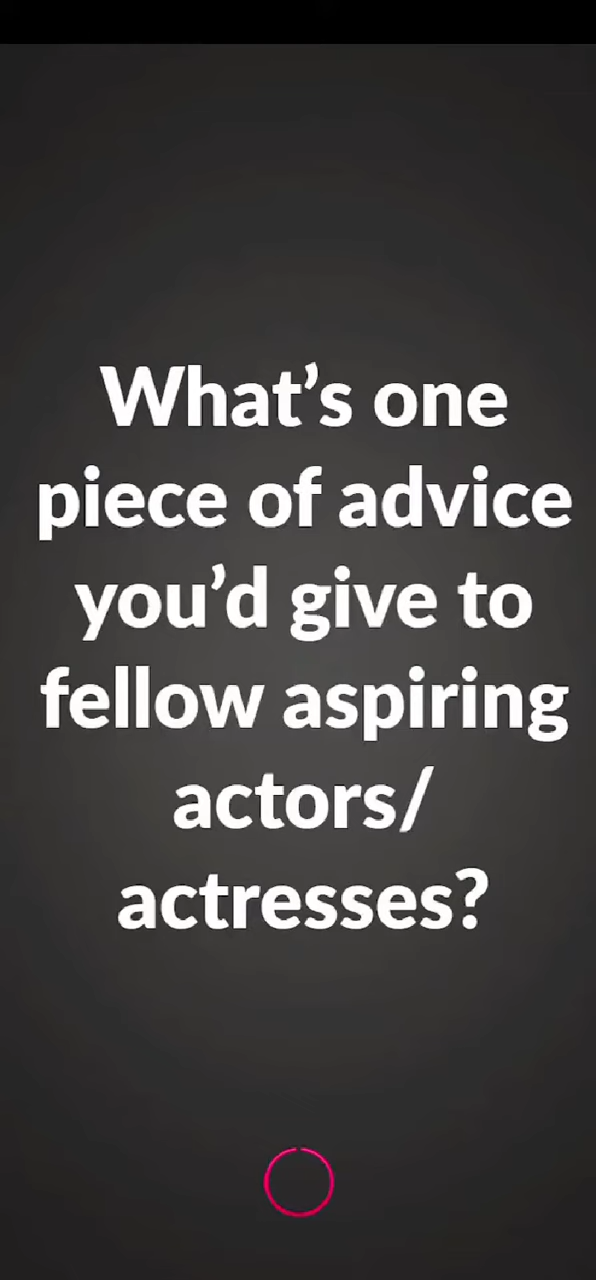 What’s one
piece of advice
you’d give to
fellow aspiring
actors/
actresses?